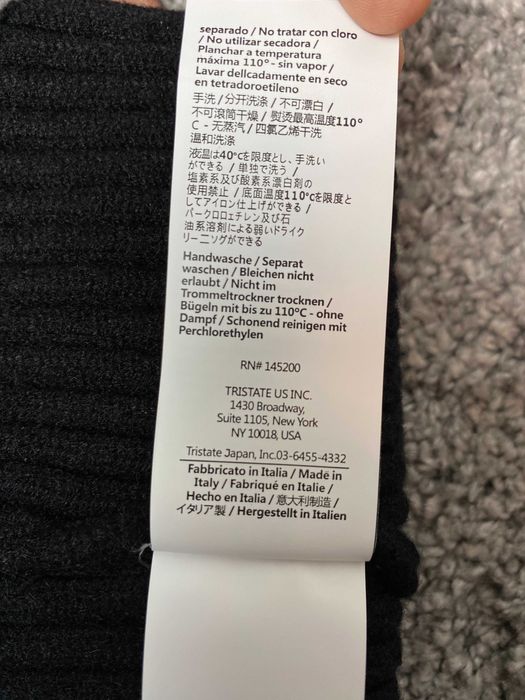 separado / No tratar con cloro
/ No utilizar secadora /
Planchar a temperatura
máxima 110° - sin vapor /
Lavar dellcadamente en seco
en tetradoroetileno
手洗 / 分开洗涤 / 不可漂白 /
不可滾筒干燥 / 熨烫最高温度110°
C - 无蒸汽 / 四氯乙烯干洗
温和洗涤
液温は40℃を限度とし、手洗い
ができる / 単独で洗う /
塩素系及び酸素系漂白剤の
使用禁止 / 底面温度110℃を限度と
してアイロン仕上げができる /
パークロロエチレン及び石
油系溶剤による弱いドライク
リーニングができる
Handwasche / Separat
waschen / Bleichen nicht
erlaubt / Nicht im
Trommeltrockner trocknen /
Bügeln mit bis zu 110°C - ohne
Dampf / Schonend reinigen mit
Perchlorethylen
RN# 145200
TRISTATE US INC.
1430 Broadway,
Suite 1105, New York
NY 10018, USA
Tristate Japan, Inc.03-6455-4332
Fabbricato in Italia / Made in
Italy / Fabriqué en Italie /
Hecho en Italia / 意大利制造 /
イタリア製 / Hergestellt in Italien